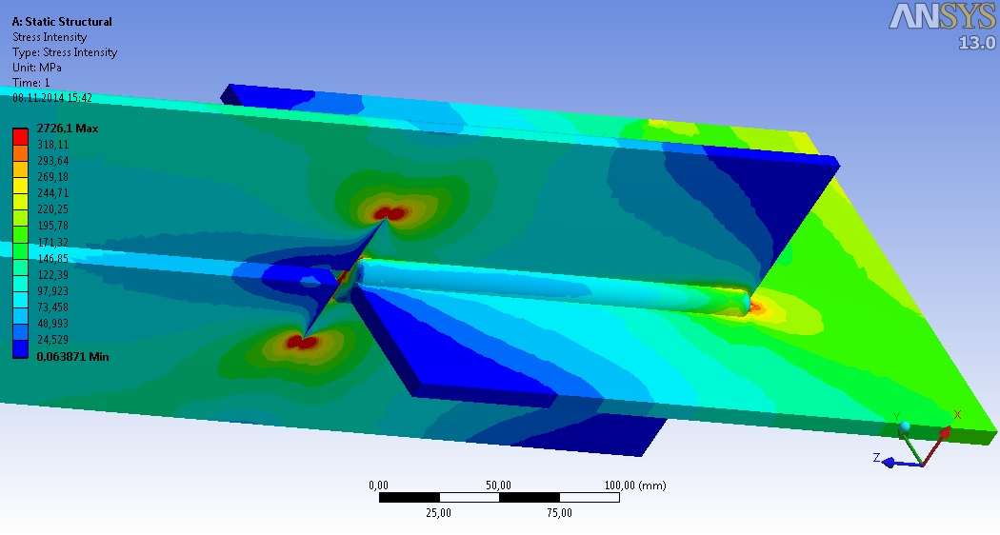 A: Static Structural
Stress Intensity
Type: Stress Intensity
Unit: MPa
Time: 1
08.11.2014 15:42
2726,1 Max
318,11
293,64
269,18
244,71
220,25
195,78
171,32
146,85
122,39
97,923
73,458
48,993
24,529
0,063871 Min
ANSYS
13.0
Y
X
Z
0,00 50,00 100,00 (mm)
25,00 75,00